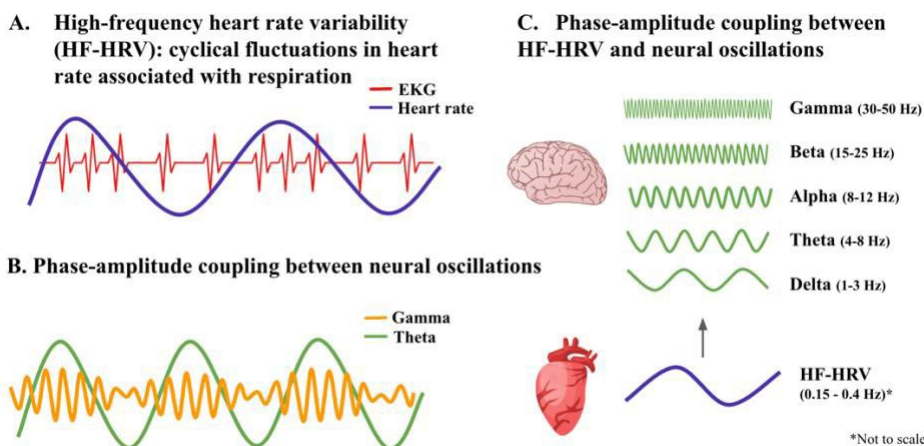 A. High-frequency heart rate variability
(HF-HRV): cyclical fluctuations in heart
rate associated with respiration
EKG
Heart rate
B. Phase-amplitude coupling between neural oscillations
Gamma
Theta
C. Phase-amplitude coupling between
HF-HRV and neural oscillations
Gamma (30-50 Hz)
Beta (15-25 Hz)
Alpha (8-12 Hz)
Theta (4-8 Hz)
Delta (1-3 Hz)
HF-HRV
(0.15 - 0.4 Hz)*
*Not to scale